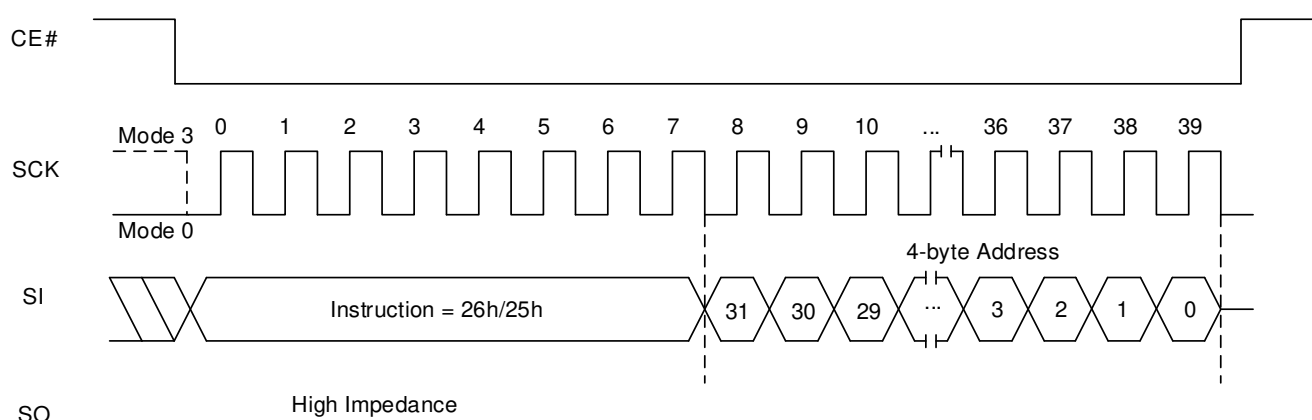 CE#
Mode 3
0 1 2 3 4 5 6 7 8 9 10 ... 36 37 38 39
SCK
Mode 0
4-byte Address
SI
Instruction = 26h/25h
31 30 29 ... 3 2 1 0
High Impedance
SO